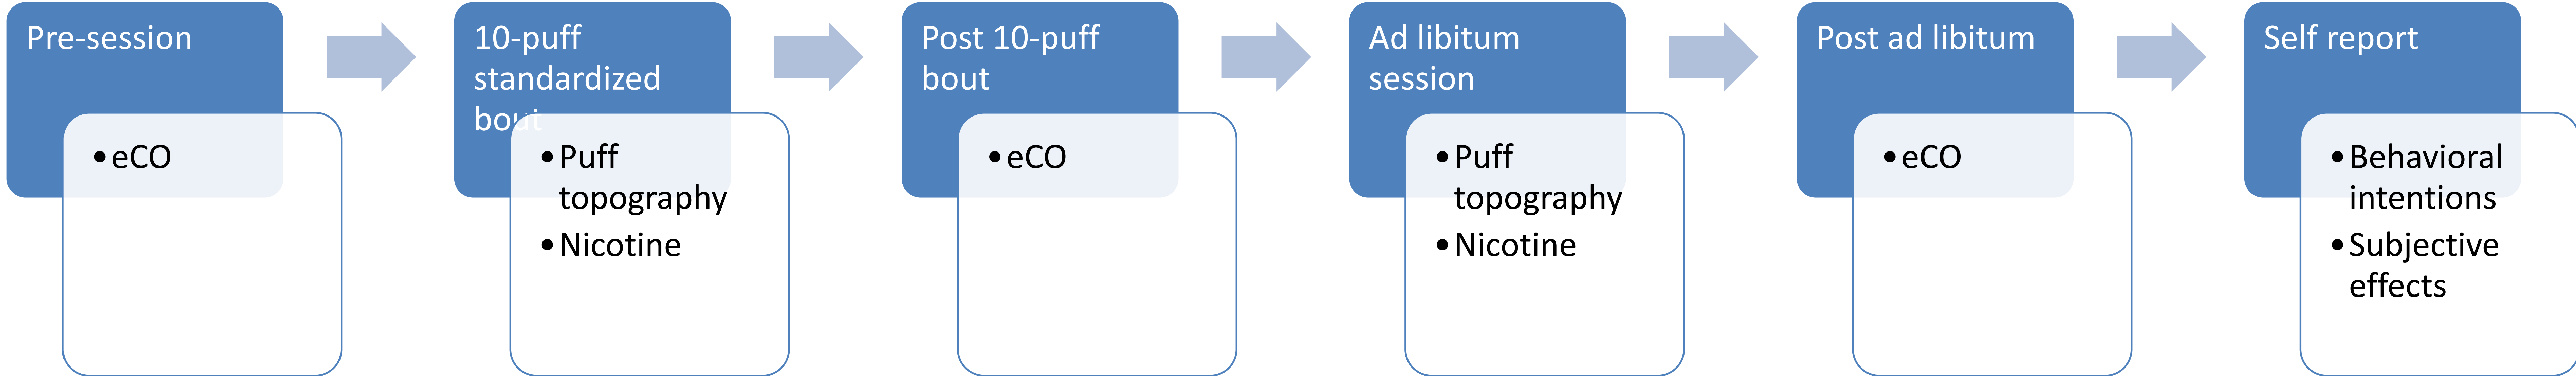 Pre-session
• eCO
10-puff
standardized
bout
• Puff
topography
• Nicotine
Post 10-puff
bout
• eCO
Ad libitum
session
• Puff
topography
• Nicotine
Post ad libitum
• eCO
Self report
• Behavioral
intentions
• Subjective
effects